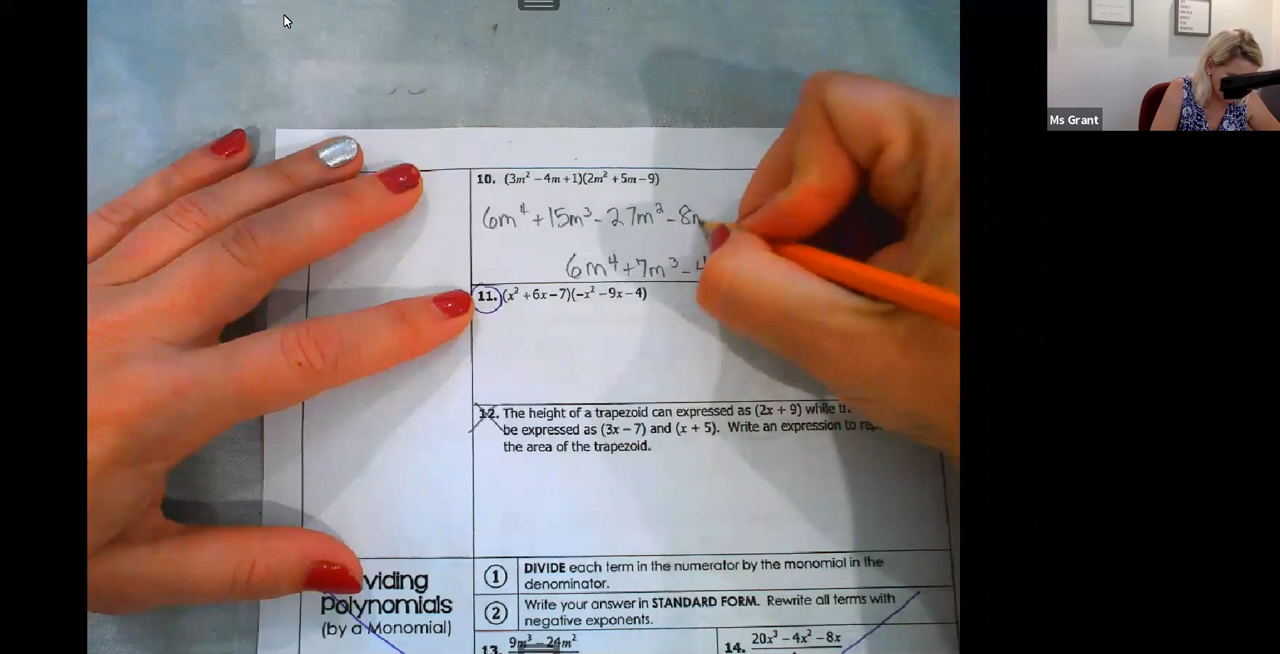 Ms Grant
10. (3m² − 4m + 1)(2m² + 5m − 9)
6m⁴ + 15m³ − 27m² − 8m
6m⁴ + 7m³ − 4
11. (x² + 6x − 7)(−x² − 9x − 4)
12. The height of a trapezoid can expressed as (2x + 9) while
be expressed as (3x − 7) and (x + 5). Write an expression to
the area of the trapezoid.
viding
Polynomials
(by a Monomial)
1 DIVIDE each term in the numerator by the monomial in the
denominator.
2 Write your answer in STANDARD FORM. Rewrite all terms with
negative exponents.
13. 9m³ − 24m²
14. 20x³ − 4x² − 8x